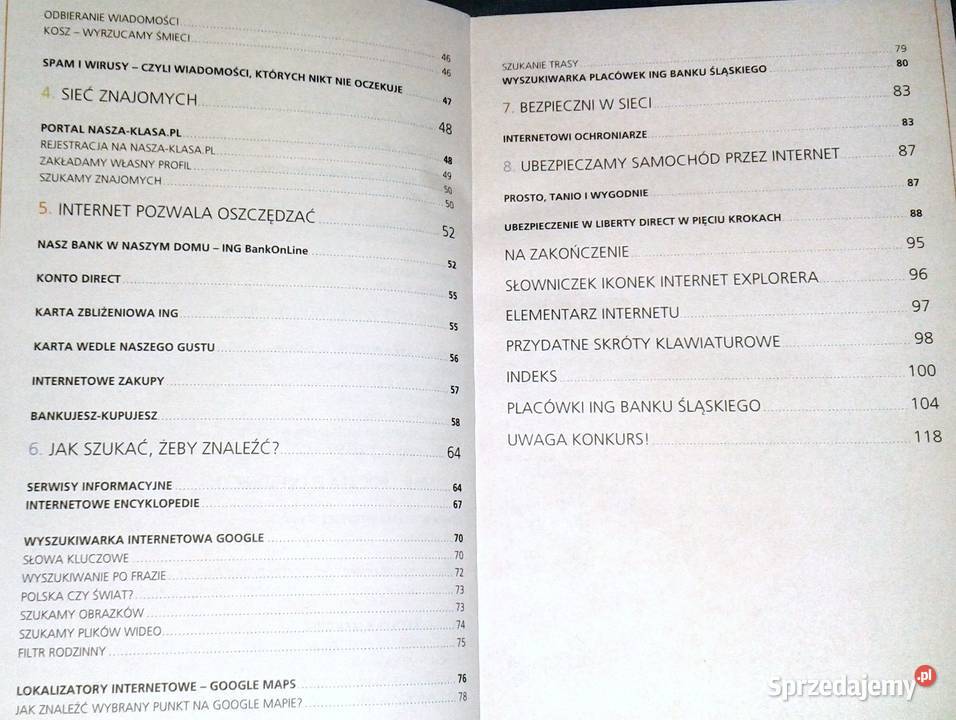 ODBIERANIE WIADOMOŚCI 46
KOSZ – WYRZUCAMY ŚMIECI 46
SPAM I WIRUSY – CZYLI WIADOMOŚCI, KTÓRYCH NIKT NIE OCZEKUJE 47
4. SIEĆ ZNAJOMYCH 48
PORTAL NASZA-KLASA.PL 48
REJESTRACJA NA NASZA-KLASA.PL 49
ZAKŁADAMY WŁASNY PROFIL 50
SZUKAMY ZNAJOMYCH 50
5. INTERNET POZWALA OSZCZĘDZAĆ 52
NASZ BANK W NASZYM DOMU – ING BankOnLine 52
KONTO DIRECT 55
KARTA ZBLIŻENIOWA ING 55
KARTA WEDLE NASZEGO GUSTU 56
INTERNETOWE ZAKUPY 57
BANKUJESZ-KUPUJESZ 58
6. JAK SZUKAĆ, ŻEBY ZNALEŹĆ? 64
SERWISY INFORMACYJNE 64
INTERNETOWE ENCYKLOPEDIE 67
WYSZUKIWARKA INTERNETOWA GOOGLE 70
SŁOWA KLUCZOWE 70
WYSZUKIWANIE PO FRAZIE 72
POLSKA CZY ŚWIAT? 73
SZUKAMY OBRAZKÓW 73
SZUKAMY PLIKÓW WIDEO 74
FILTR RODZINNY 75
LOKALIZATORY INTERNETOWE – GOOGLE MAPS 76
JAK ZNALEŹĆ WYBRANY PUNKT NA GOOGLE MAPIE? 78
SZUKANIE TRASY 79
WYSZUKIWARKA PLACÓWEK ING BANKU ŚLĄSKIEGO 80
7. BEZPIECZNI W SIECI 83
INTERNETOWI OCHRONIARZE 83
8. UBEZPIECZAMY SAMOCHÓD PRZEZ INTERNET 87
PROSTO, TANIO I WYGODNIE 87
UBEZPIECZENIE W LIBERTY DIRECT W PIĘCIU KROKACH 88
NA ZAKOŃCZENIE 95
SŁOWNICZEK IKONEK INTERNET EXPLORERA 96
ELEMENTARZ INTERNETU 97
PRZYDATNE SKRÓTY KLAWIATUROWE 98
INDEKS 100
PLACÓWKI ING BANKU ŚLĄSKIEGO 104
UWAGA KONKURS! 118
Sprzedajemy.pl